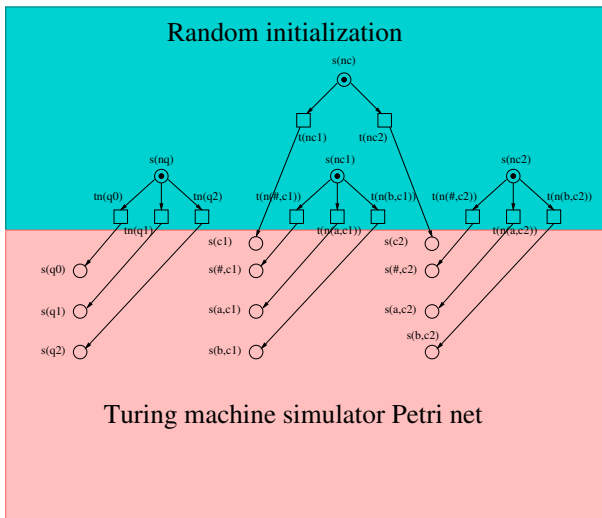 Random initialization
s(nc)
t(nc1) t(nc2)
s(nq) s(nc1) s(nc2)
tn(q0) tn(q2) t(n(#,c1)) t(n(b,c1)) t(n(#,c2)) t(n(b,c2))
tn(q1) t(n(a,c1)) t(n(a,c2))
s(c1) s(c2)
s(q0) s(#,c1) s(#,c2)
s(q1) s(a,c1) s(a,c2)
s(q2) s(b,c1) s(b,c2)
Turing machine simulator Petri net